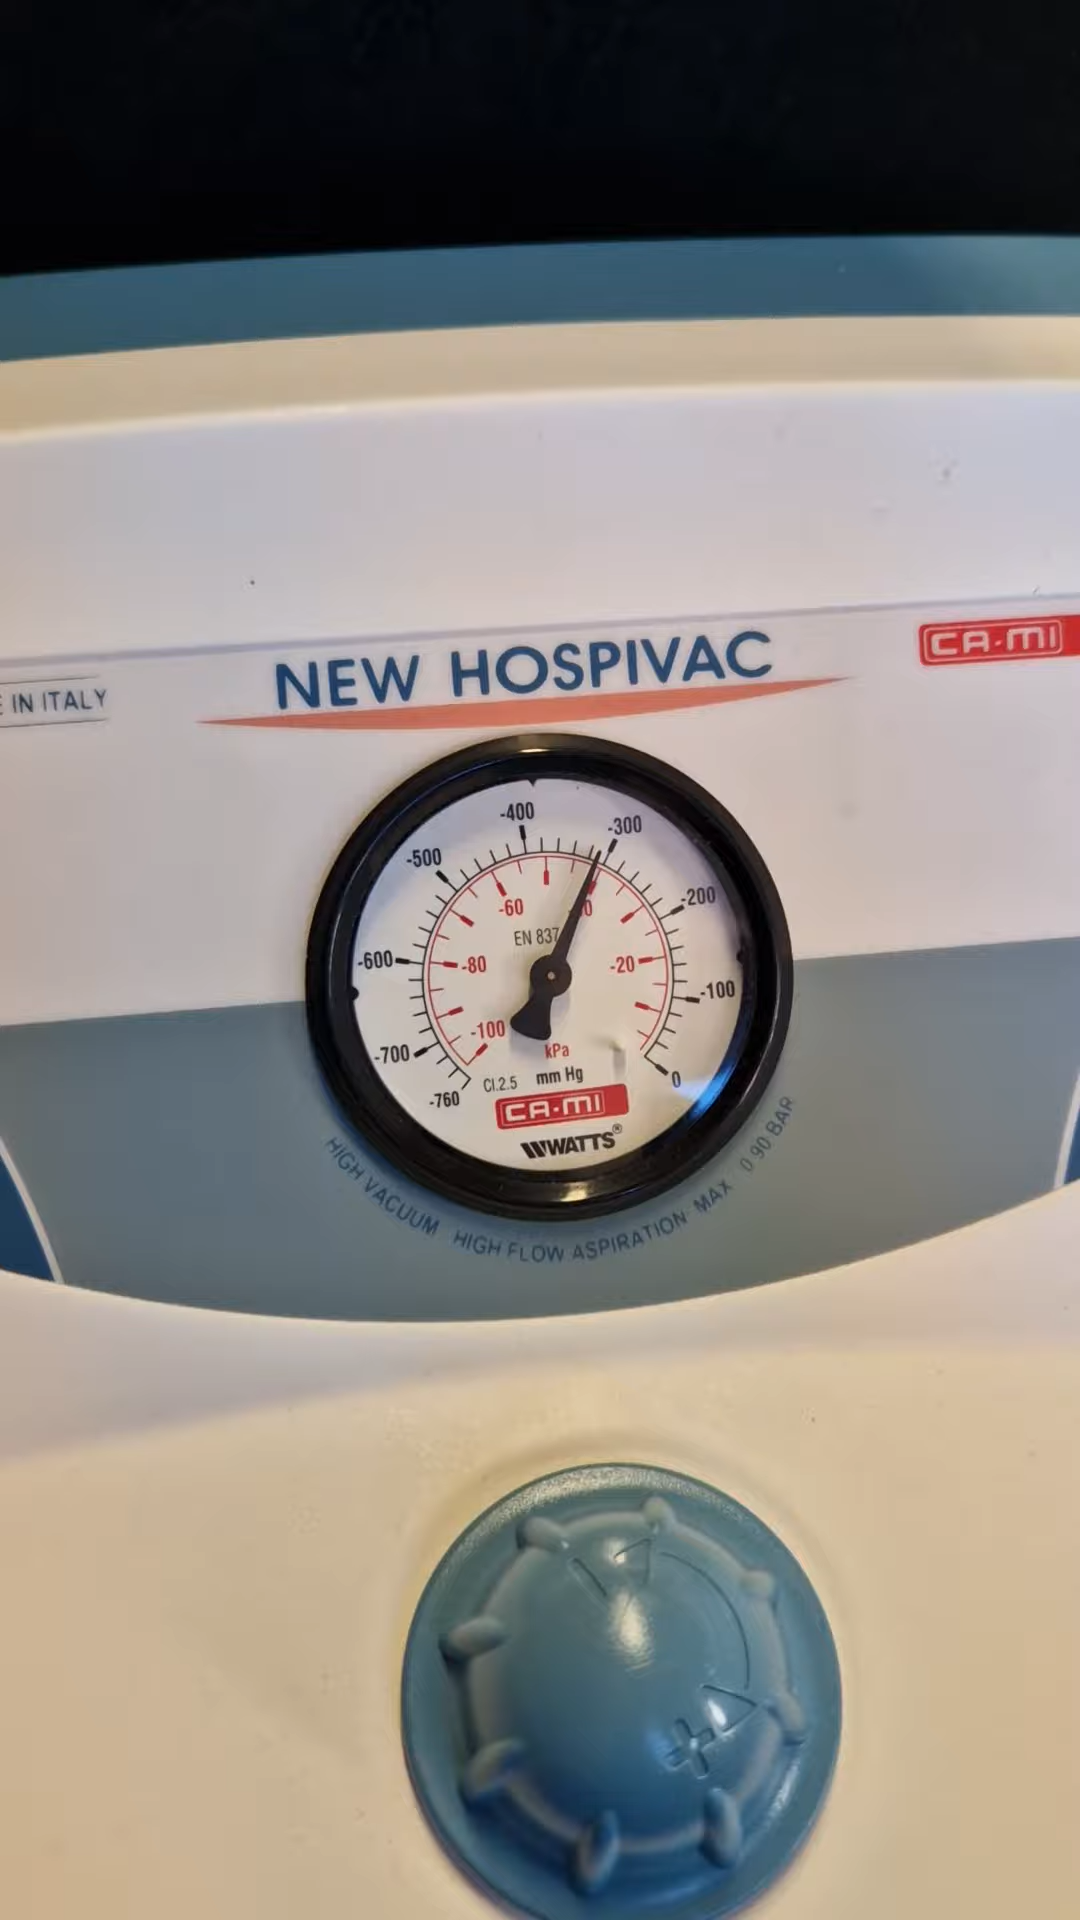 NEW HOSPIVAC
CA-MI
IN ITALY
-400
-300
-500
-200
-60
EN 837
-600
-80
-20
-100
-100
-700
kPa
0
-760
Cl.2.5
mm Hg
CA-MI
WATTS®
HIGH VACUUM HIGH FLOW ASPIRATION MAX 0.90 BAR